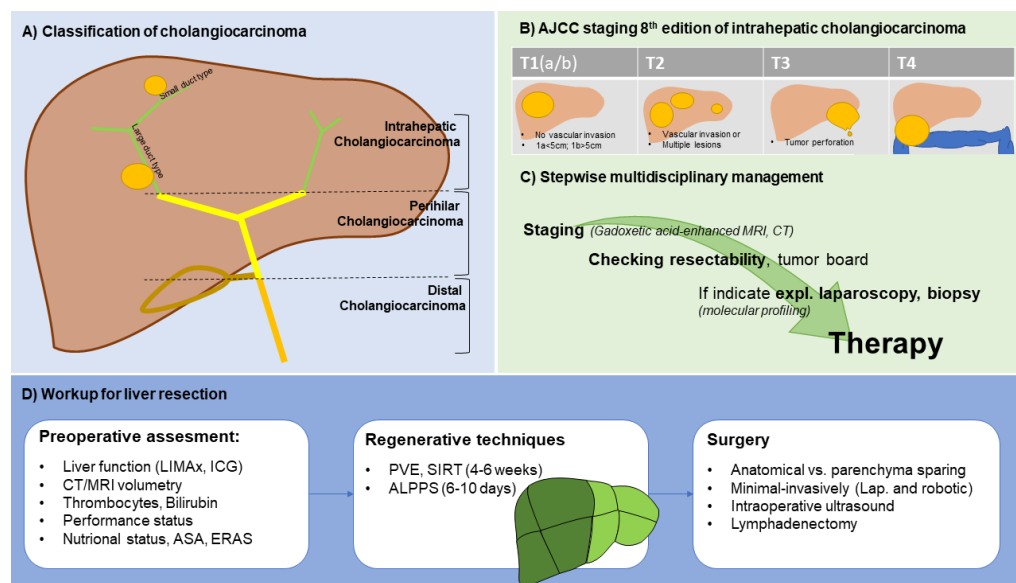 A) Classification of cholangiocarcinoma
Small duct type
Large duct type
Intrahepatic
Cholangiocarcinoma
Perihilar
Cholangiocarcinoma
Distal
Cholangiocarcinoma
B) AJCC staging 8th edition of intrahepatic cholangiocarcinoma
T1(a/b) T2 T3 T4
• No vascular invasion
• 1a<5cm; 1b>5cm
• Vascular invasion or
• Multiple lesions
• Tumor perforation
C) Stepwise multidisciplinary management
Staging (Gadoxetic acid-enhanced MRI, CT)
Checking resectability, tumor board
If indicate expl. laparoscopy, biopsy
(molecular profiling)
Therapy
D) Workup for liver resection
Preoperative assesment:
• Liver function (LIMAx, ICG)
• CT/MRI volumetry
• Thrombocytes, Bilirubin
• Performance status
• Nutrional status, ASA, ERAS
Regenerative techniques
• PVE, SIRT (4-6 weeks)
• ALPPS (6-10 days)
Surgery
• Anatomical vs. parenchyma sparing
• Minimal-invasively (Lap. and robotic)
• Intraoperative ultrasound
• Lymphadenectomy